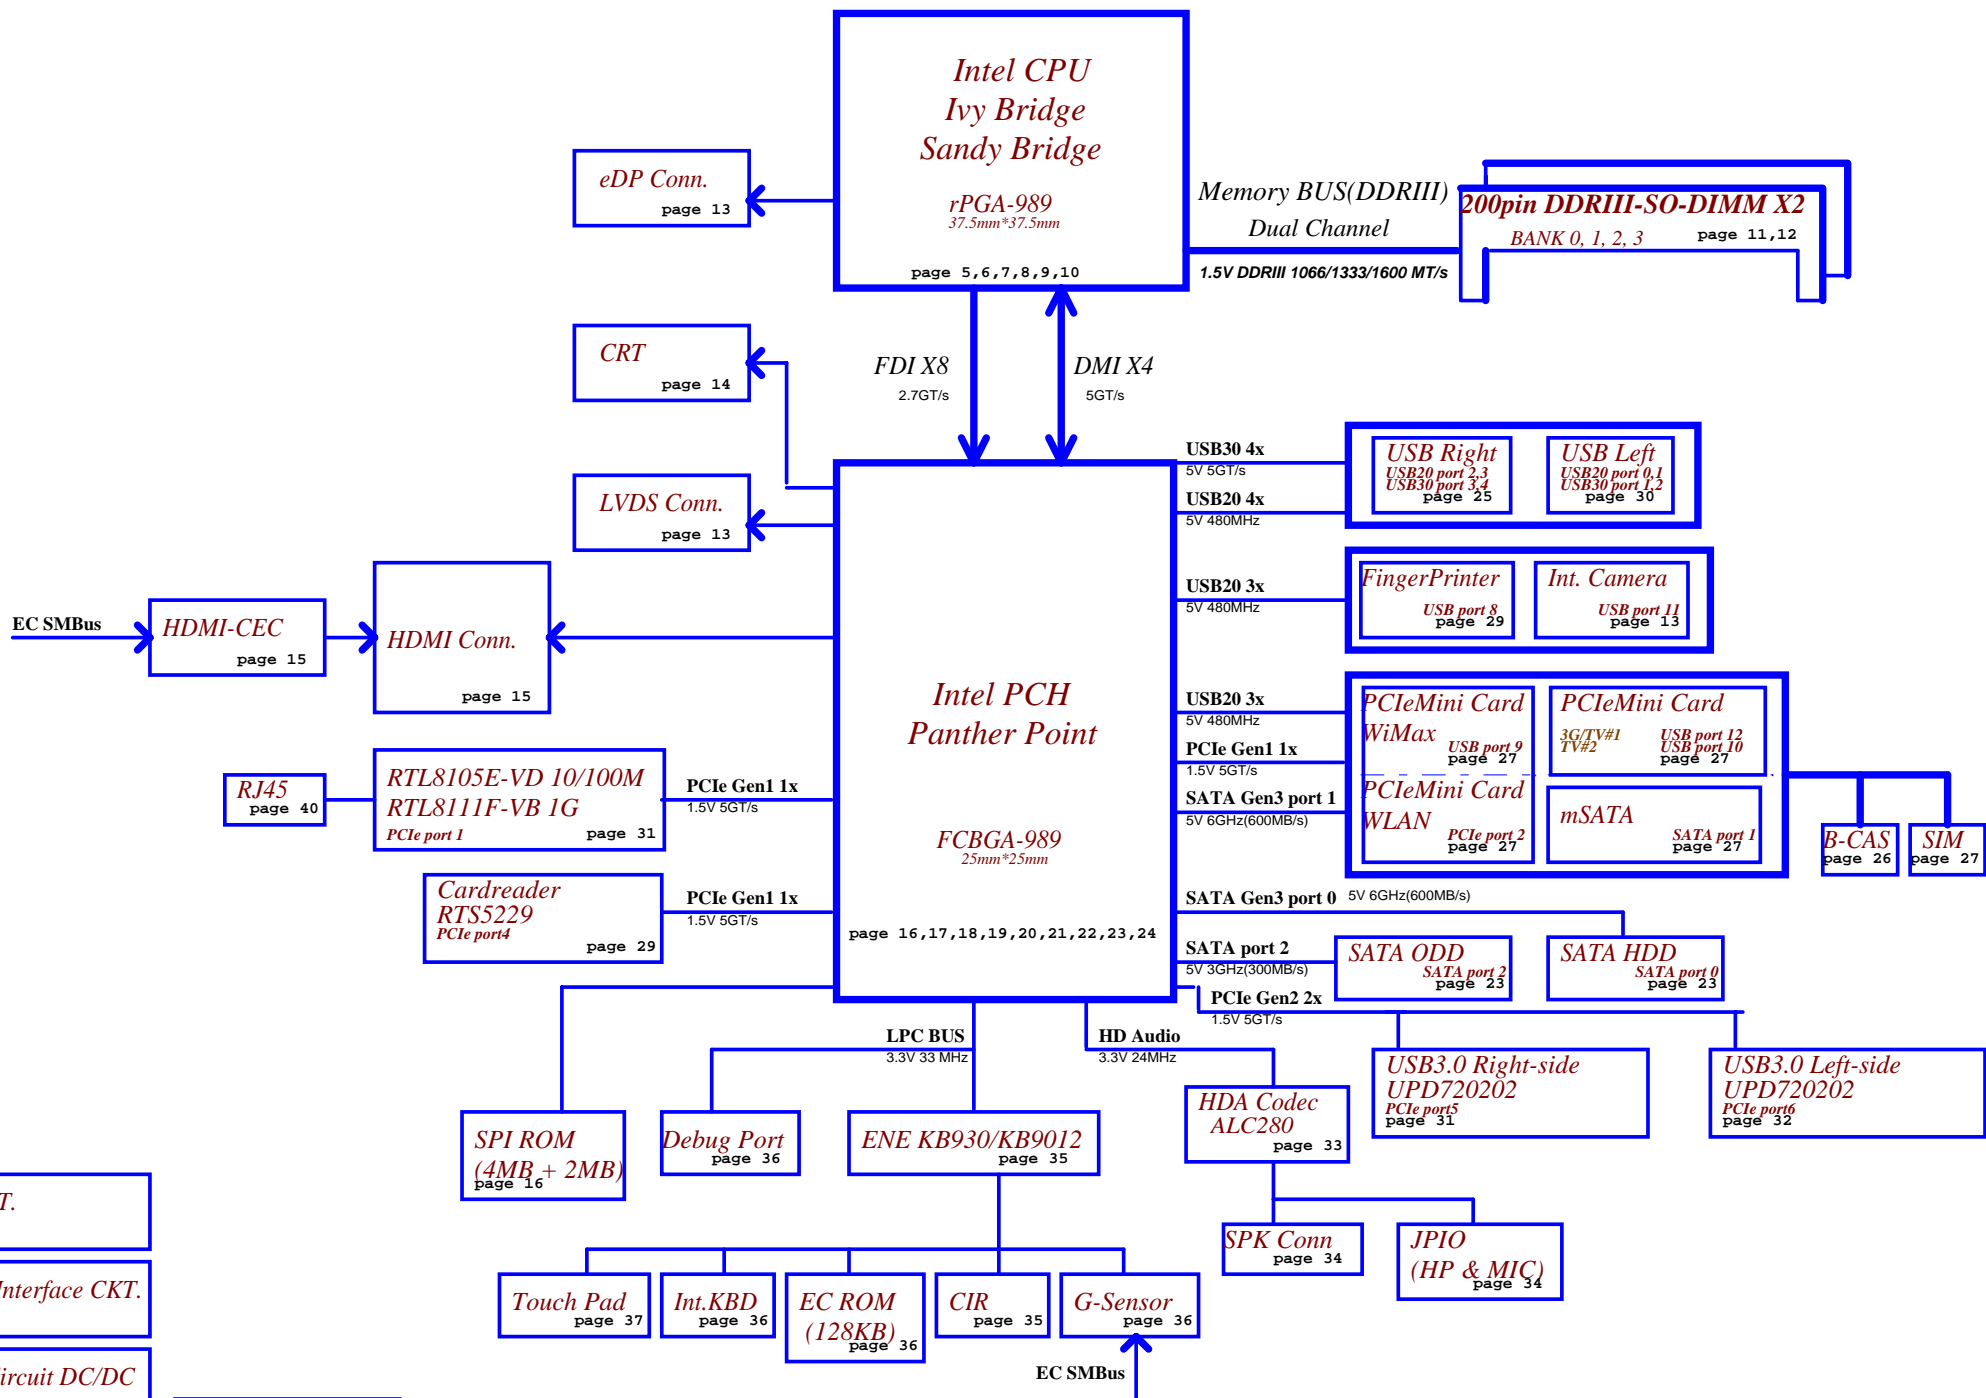 Intel CPU
Ivy Bridge
Sandy Bridge
rPGA-989
37.5mm*37.5mm
page 5,6,7,8,9,10
eDP Conn.
page 13
Memory BUS(DDRIII)
Dual Channel
1.5V DDRIII 1066/1333/1600 MT/s
200pin DDRIII-SO-DIMM X2
BANK 0, 1, 2, 3
page 11,12
CRT
page 14
FDI X8
2.7GT/s
DMI X4
5GT/s
LVDS Conn.
page 13
USB30 4x
5V 5GT/s
USB20 4x
5V 480MHz
USB Right
USB20 port 2,3
USB30 port 3,4
page 25
USB Left
USB20 port 0,1
USB30 port 1,2
page 30
USB20 3x
5V 480MHz
FingerPrinter
USB port 8
page 29
Int. Camera
USB port 11
page 13
EC SMBus
HDMI-CEC
page 15
HDMI Conn.
page 15
Intel PCH
Panther Point
FCBGA-989
25mm*25mm
page 16,17,18,19,20,21,22,23,24
USB20 3x
5V 480MHz
PCIe Gen1 1x
1.5V 5GT/s
SATA Gen3 port 1
5V 6GHz(600MB/s)
PCIeMini Card
WiMax
USB port 9
page 27
PCIeMini Card
3G/TV#1
TV#2
USB port 12
USB port 10
page 27
PCIeMini Card
WLAN
PCIe port 2
page 27
mSATA
SATA port 1
page 27
B-CAS
page 26
SIM
page 27
RJ45
page 40
RTL8105E-VD 10/100M
RTL8111F-VB 1G
PCIe port 1
page 31
PCIe Gen1 1x
1.5V 5GT/s
Cardreader
RTS5229
PCIe port4
page 29
PCIe Gen1 1x
1.5V 5GT/s
SATA Gen3 port 0
5V 6GHz(600MB/s)
SATA port 2
5V 3GHz(300MB/s)
SATA ODD
SATA port 2
page 23
SATA HDD
SATA port 0
page 23
PCIe Gen2 2x
1.5V 5GT/s
LPC BUS
3.3V 33 MHz
HD Audio
3.3V 24MHz
USB3.0 Right-side
UPD720202
PCIe port5
page 31
USB3.0 Left-side
UPD720202
PCIe port6
page 32
SPI ROM
(4MB + 2MB)
page 16
Debug Port
page 36
ENE KB930/KB9012
page 35
HDA Codec
ALC280
page 33
SPK Conn
page 34
JPIO
(HP & MIC)
page 34
Touch Pad
page 37
Int.KBD
page 36
EC ROM
(128KB)
page 36
CIR
page 35
G-Sensor
page 36
EC SMBus
T.
Interface CKT.
ircuit DC/DC